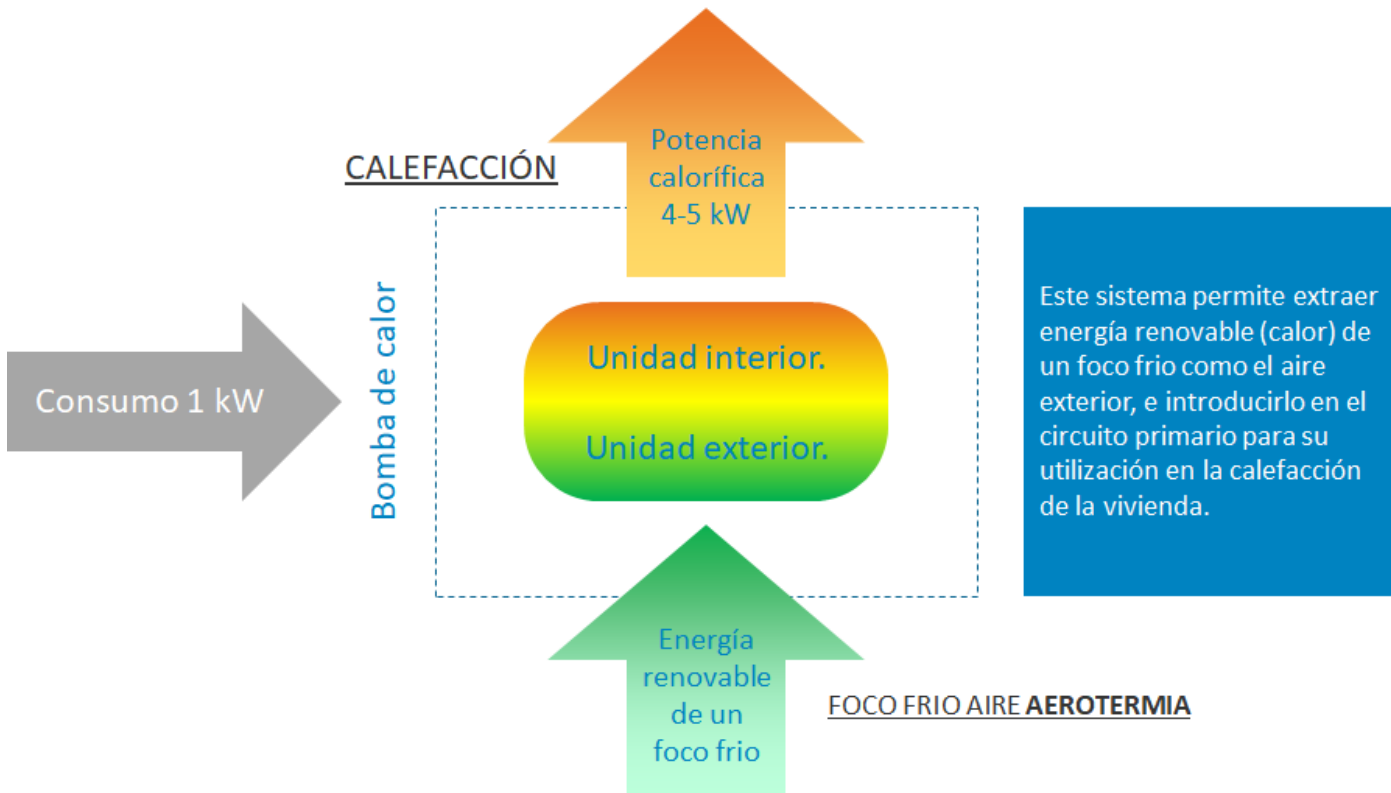 CALEFACCIÓN
Potencia
calorífica
4-5 kW
Consumo 1 kW
Bomba de calor
Unidad interior.
Unidad exterior.
Este sistema permite extraer
energía renovable (calor) de
un foco frio como el aire
exterior, e introducirlo en el
circuito primario para su
utilización en la calefacción
de la vivienda.
Energía
renovable
de un
foco frio
FOCO FRIO AIRE AEROTERMIA